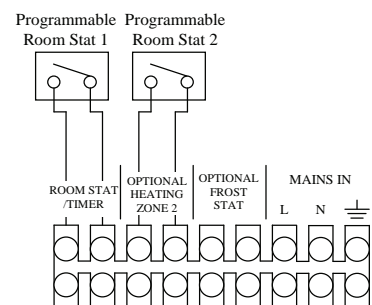 Programmable
Room Stat 1
Programmable
Room Stat 2
ROOM STAT
/TIMER
OPTIONAL
HEATING
ZONE 2
OPTIONAL
FROST
STAT
MAINS IN
L N